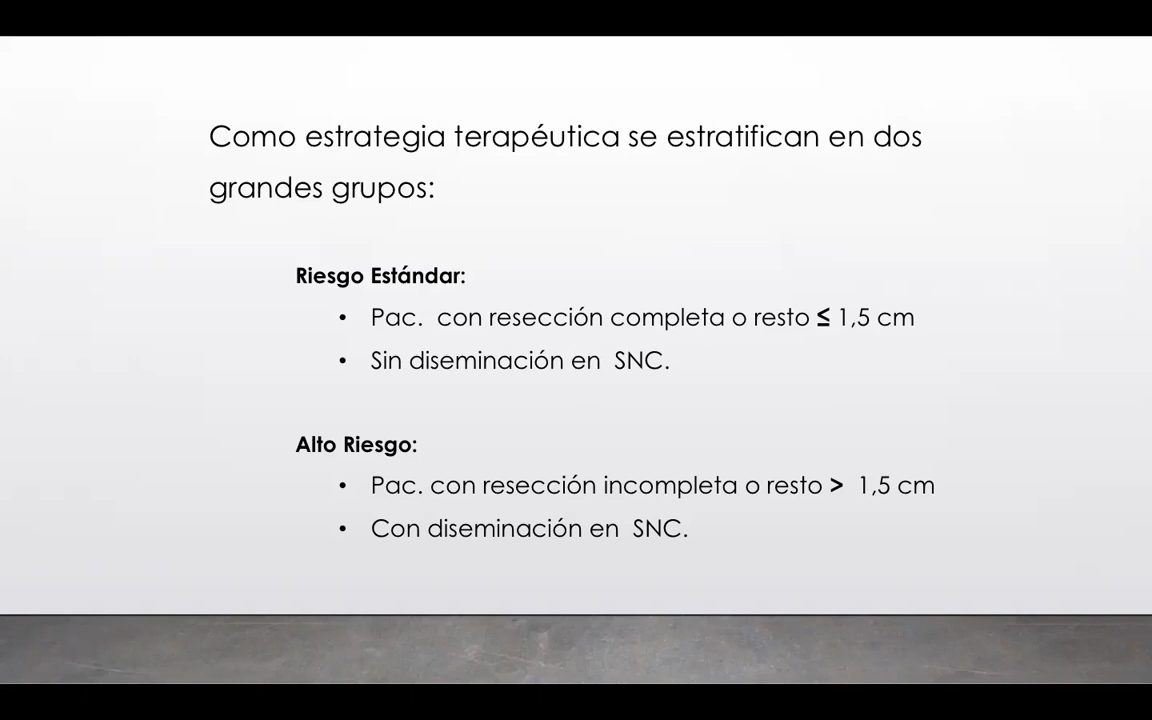 Como estrategia terapéutica se estratifican en dos
grandes grupos:
Riesgo Estándar:
• Pac. con resección completa o resto ≤ 1,5 cm
• Sin diseminación en SNC.
Alto Riesgo:
• Pac. con resección incompleta o resto > 1,5 cm
• Con diseminación en SNC.